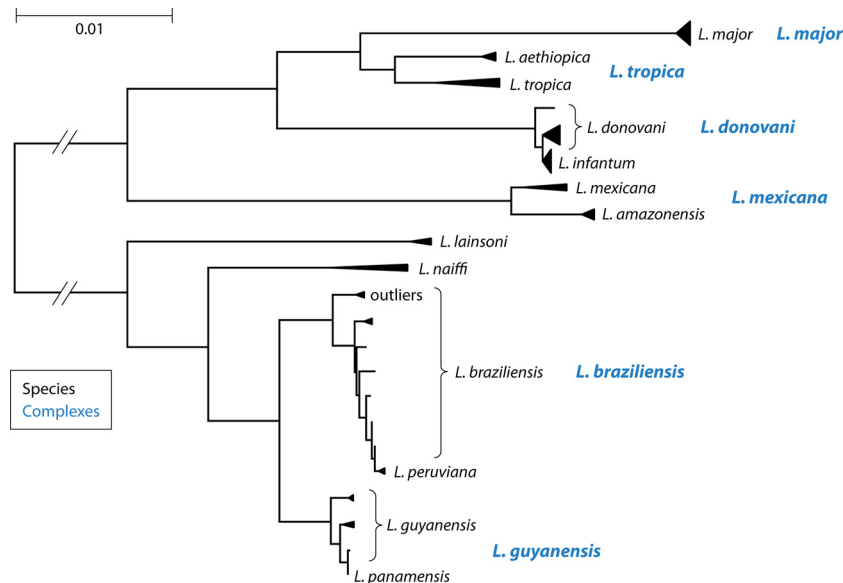 0.01
L. major L. major
L. aethiopica
L. tropica
L. tropica
L. donovani L. donovani
L. infantum
L. mexicana
L. mexicana
L. amazonensis
L. lainsoni
L. naiffi
outliers
L. braziliensis L. braziliensis
Species
Complexes
L. peruviana
L. guyanensis
L. guyanensis
L. panamensis